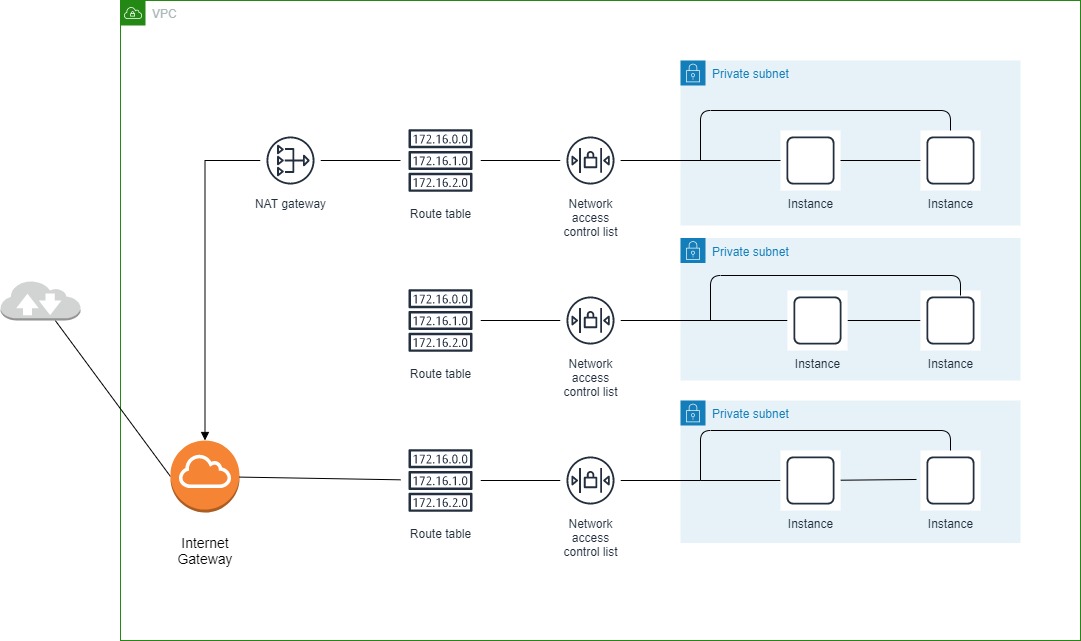 VPC
Private subnet
172.16.0.0
172.16.1.0
172.16.2.0
NAT gateway
Route table
Network
access
control list
Instance
Instance
Private subnet
172.16.0.0
172.16.1.0
172.16.2.0
Route table
Network
access
control list
Instance
Instance
Private subnet
172.16.0.0
172.16.1.0
172.16.2.0
Internet
Gateway
Route table
Network
access
control list
Instance
Instance